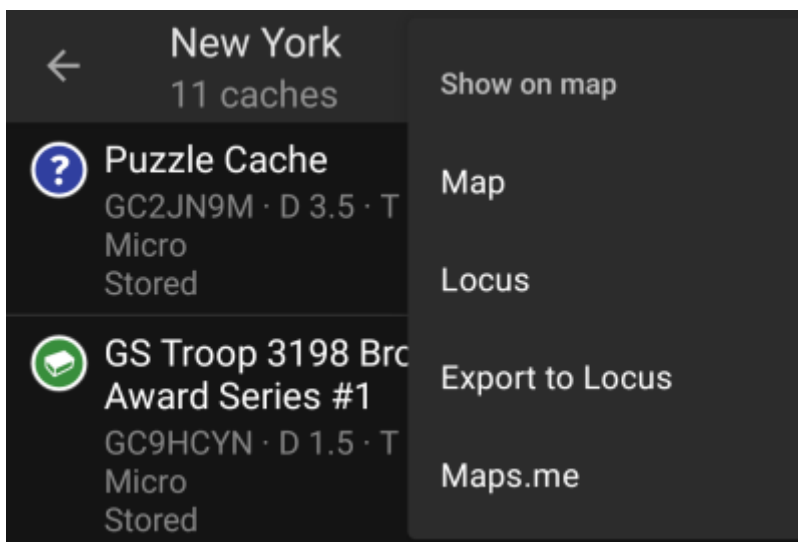 New York
11 caches
?
Puzzle Cache
GC2JN9M · D 3.5 · T
Micro
Stored
GS Troop 3198 Bro
Award Series #1
GC9HCYN · D 1.5 · T
Micro
Stored
Show on map
Map
Locus
Export to Locus
Maps.me